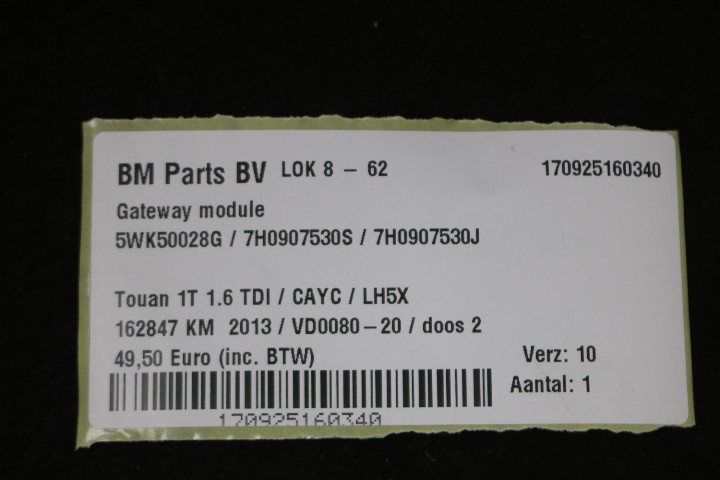 BM Parts BV LOK 8 – 62 170925160340
Gateway module
5WK50028G / 7H0907530S / 7H0907530J
Touan 1T 1.6 TDI / CAYC / LH5X
162847 KM 2013 / VD0080–20 / doos 2
49,50 Euro (inc. BTW) Verz: 10
Aantal: 1
170925160340